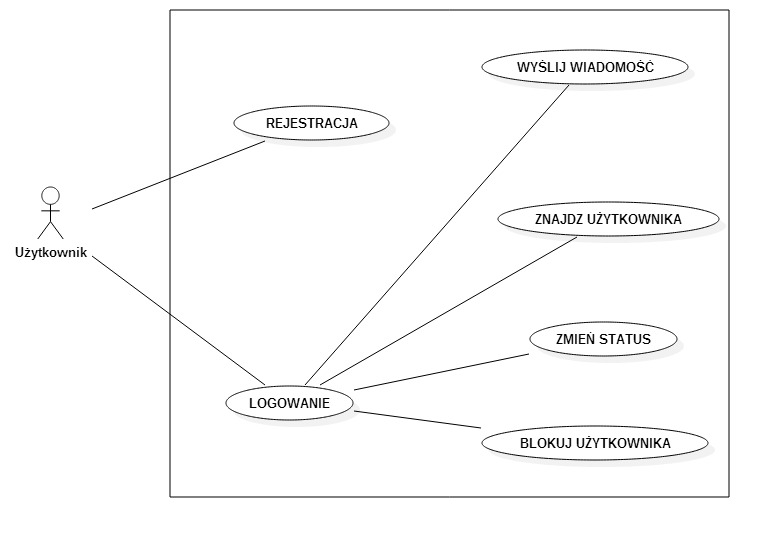 WYŚLIJ WIADOMOŚĆ
REJESTRACJA
ZNAJDZ UŻYTKOWNIKA
Użytkownik
ZMIEŃ STATUS
LOGOWANIE
BLOKUJ UŻYTKOWNIKA